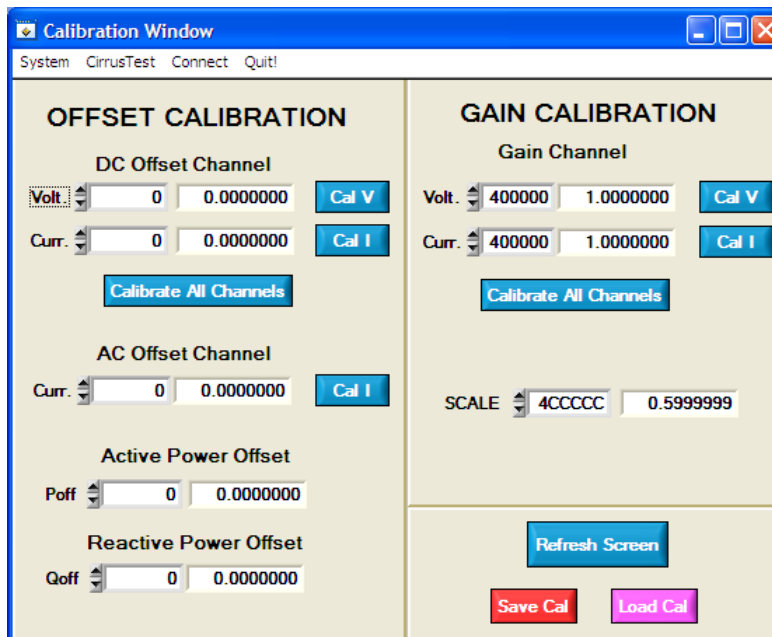 Calibration Window
System CirrusTest Connect Quit!
OFFSET CALIBRATION
DC Offset Channel
Volt. 0 0.0000000 Cal V
Curr. 0 0.0000000 Cal I
Calibrate All Channels
AC Offset Channel
Curr. 0 0.0000000 Cal I
Active Power Offset
Poff 0 0.0000000
Reactive Power Offset
Qoff 0 0.0000000
GAIN CALIBRATION
Gain Channel
Volt. 400000 1.0000000 Cal V
Curr. 400000 1.0000000 Cal I
Calibrate All Channels
SCALE 4CCCCC 0.5999999
Refresh Screen
Save Cal Load Cal